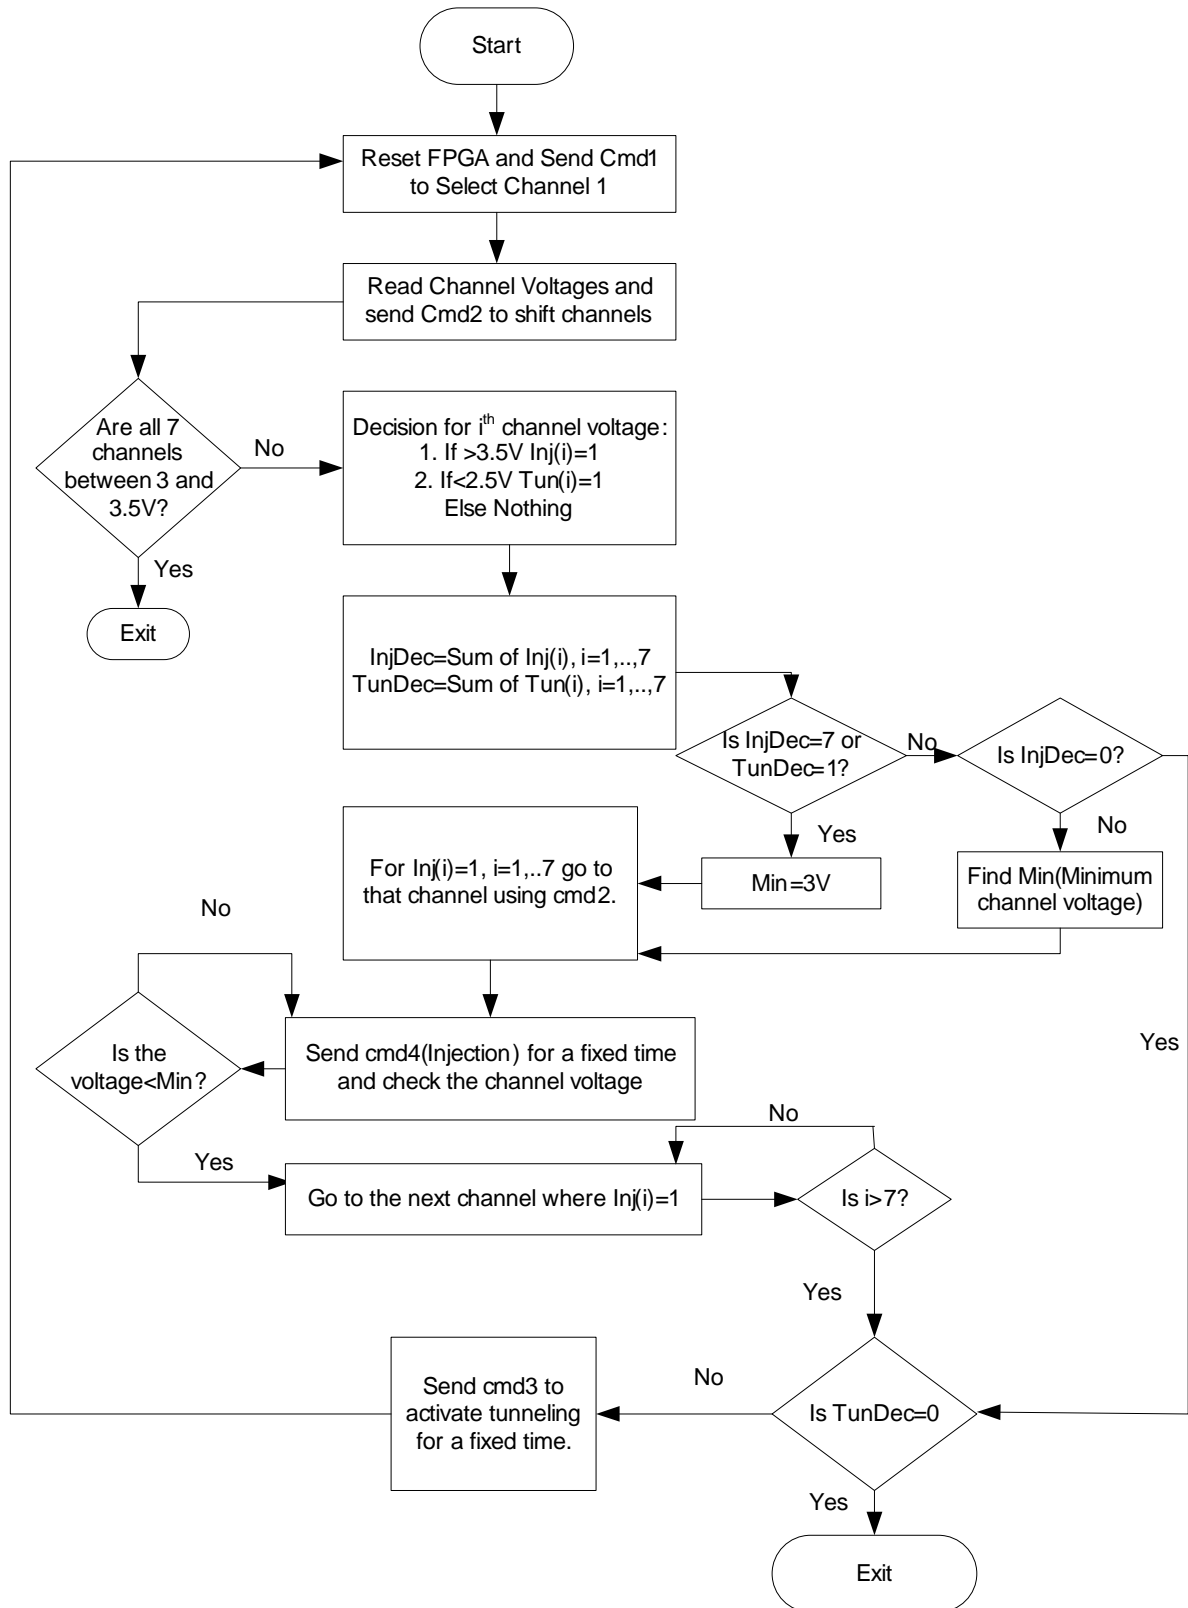 Start
Reset FPGA and Send Cmd1
to Select Channel 1
Read Channel Voltages and
send Cmd2 to shift channels
Are all 7
channels
between 3 and
3.5V?
No
Yes
Exit
Decision for ith channel voltage:
1. If >3.5V Inj(i)=1
2. If<2.5V Tun(i)=1
Else Nothing
InjDec=Sum of Inj(i), i=1,..,7
TunDec=Sum of Tun(i), i=1,..,7
Is InjDec=7 or
TunDec=1?
No
Is InjDec=0?
Yes
No
Min=3V
Find Min(Minimum
channel voltage)
For Inj(i)=1, i=1,..7 go to
that channel using cmd2.
No
Is the
voltage<Min?
Send cmd4(Injection) for a fixed time
and check the channel voltage
Yes
Yes
No
Go to the next channel where Inj(i)=1
Is i>7?
Yes
No
Send cmd3 to
activate tunneling
for a fixed time.
Is TunDec=0
Yes
Exit